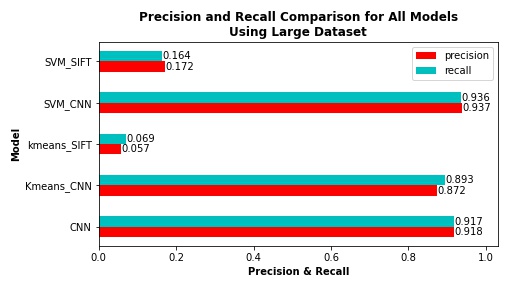 Precision and Recall Comparison for All Models
Using Large Dataset
precision
recall
Model
SVM_SIFT
0.164
0.172
SVM_CNN
0.936
0.937
kmeans_SIFT
0.069
0.057
Kmeans_CNN
0.893
0.872
CNN
0.917
0.918
0.0 0.2 0.4 0.6 0.8 1.0
Precision & Recall